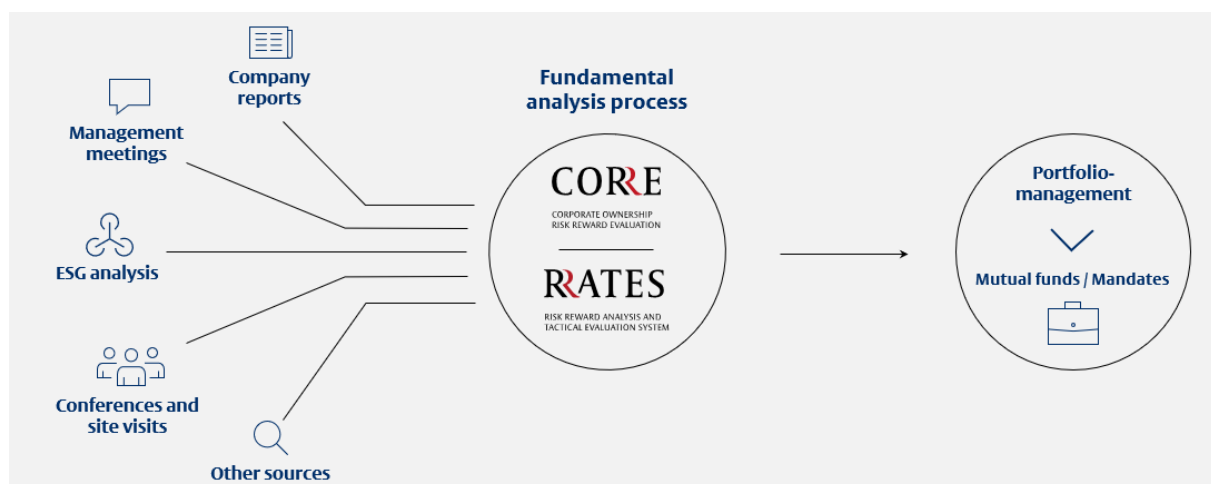 Company
reports
Management
meetings
ESG analysis
Conferences and
site visits
Other sources
Fundamental
analysis process
CORRE
CORPORATE OWNERSHIP
RISK REWARD EVALUATION
RRATES
RISK REWARD ANALYSIS AND
TACTICAL EVALUATION SYSTEM
Portfolio-
management
Mutual funds / Mandates